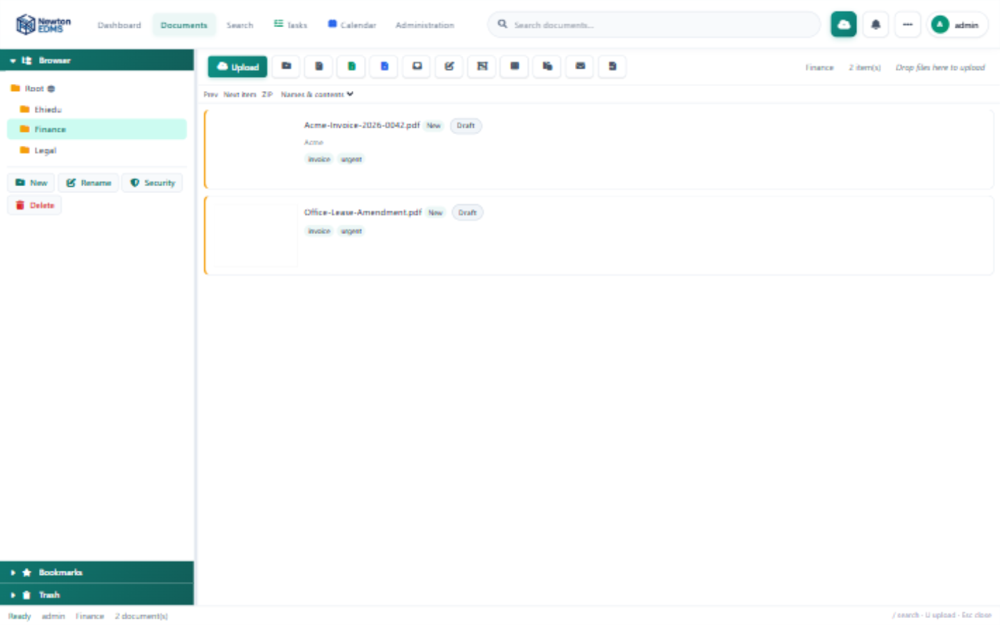 Newton EDMS
Dashboard
Documents
Search
Tasks
Calendar
Administration
Search documents...
A admin
Browser
Root
Ehiedu
Finance
Legal
New Rename Security
Delete
Bookmarks
Trash
Upload
Finance 2 item(s) Drop files here to upload
Prev Next item ZIP Names & contents
Acme-Invoice-2026-0042.pdf New Draft
Acme
invoice urgent
Office-Lease-Amendment.pdf New Draft
invoice urgent
Ready admin Finance 2 document(s)
/ search · U upload · Esc close